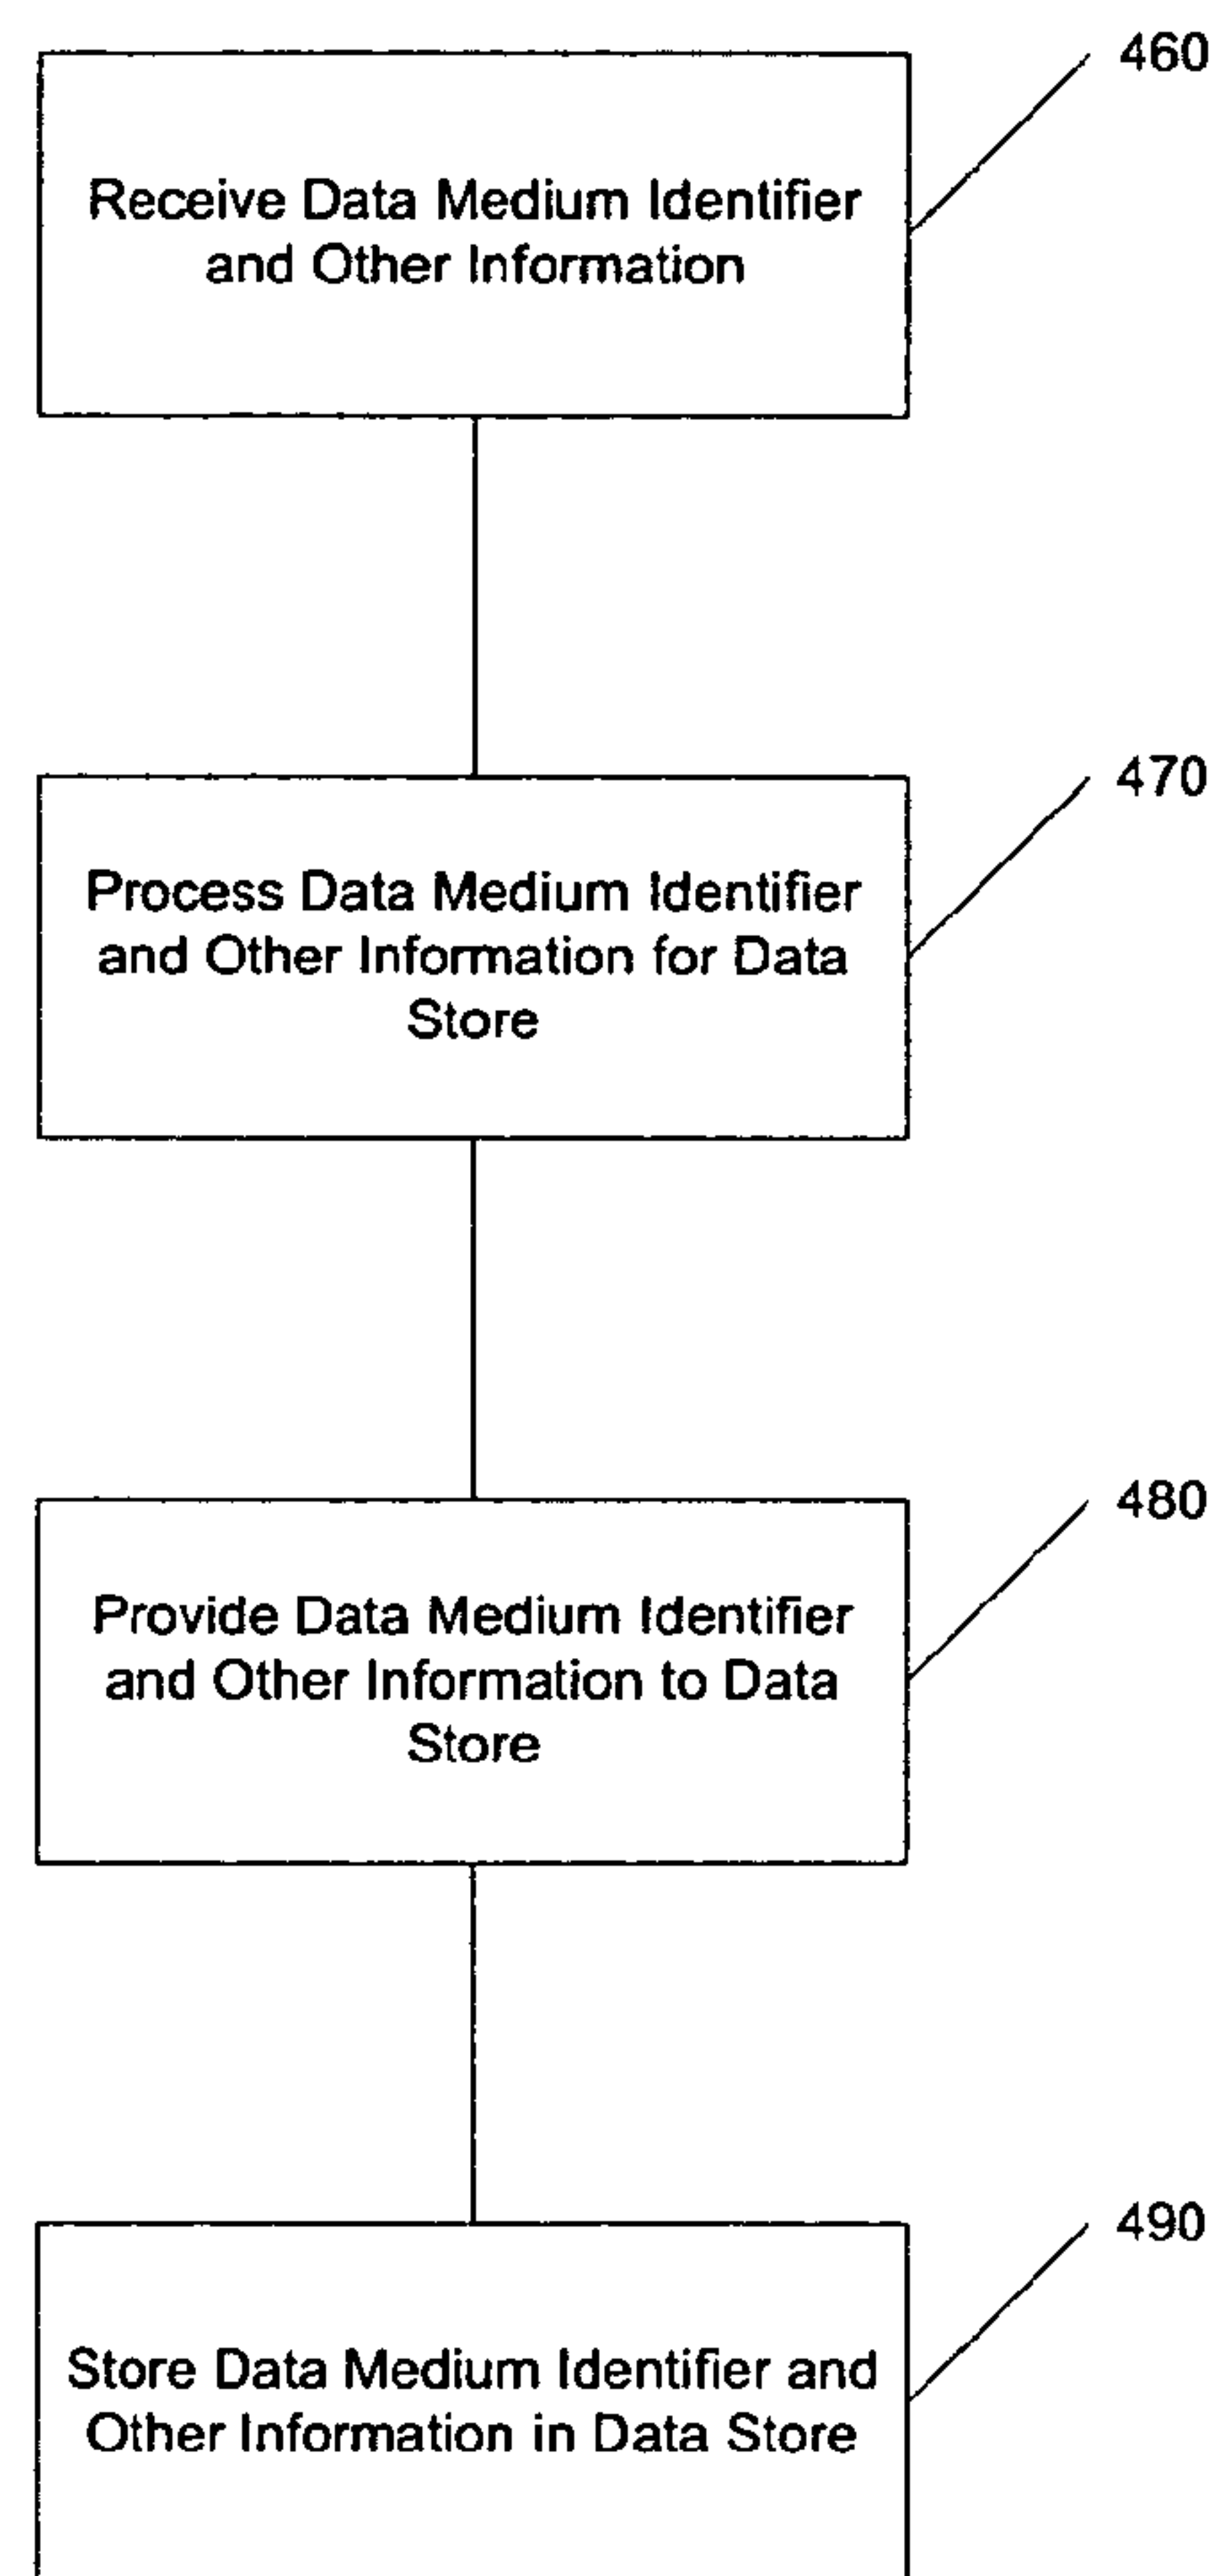 460
Receive Data Medium Identifier
and Other Information
470
Process Data Medium Identifier
and Other Information for Data
Store
480
Provide Data Medium Identifier
and Other Information to Data
Store
490
Store Data Medium Identifier and
Other Information in Data Store